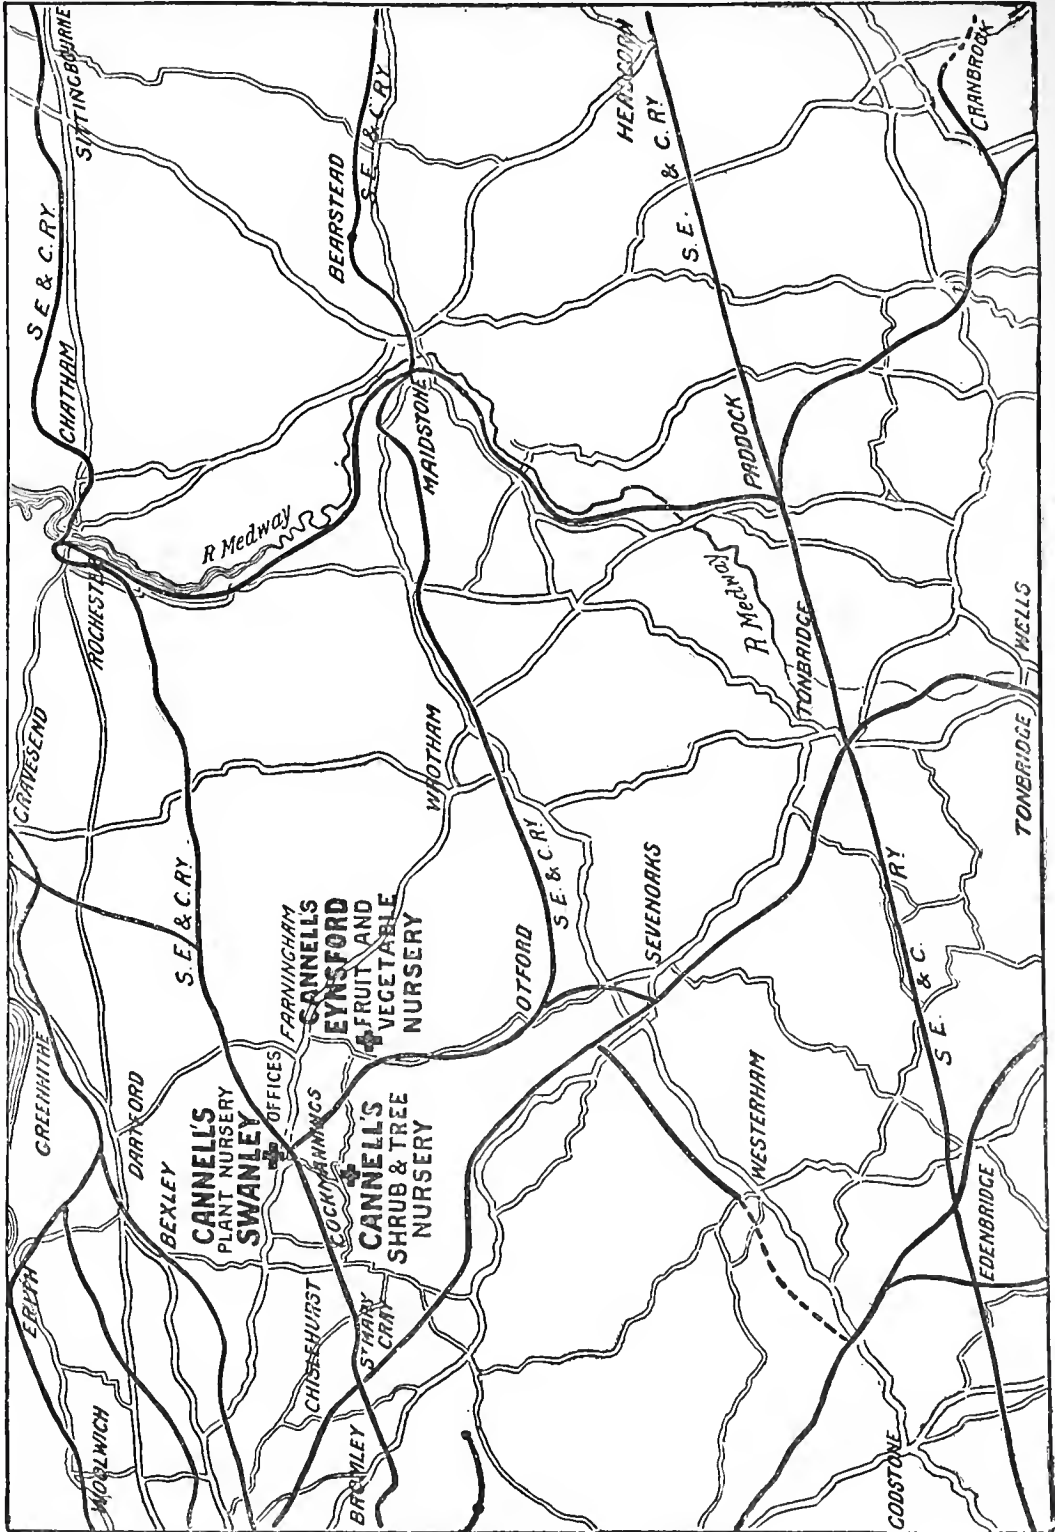 ERITH
GREENHITHE
GRAVESEND
S E & C. RY.
SITTINGBOURNE
WOOLWICH
DARTFORD
ROCHESTER
CHATHAM
BEXLEY
S. E. & C. RY
CANNELL'S
PLANT NURSERY
SWANLEY
OFFICES
FARNINGHAM
R Medway
CHISLEHURST
COCKMANNINGS
CANNELL'S
EYNSFORD
FRUIT AND
VEGETABLE
NURSERY
BEARSTEAD
S E & C RY
BROMLEY
ST MARY
CRAY
CANNELL'S
SHRUB & TREE
NURSERY
WROTHAM
MAIDSTONE
OTFORD
S. E. & C. RY
SEVENOAKS
HEADCORN
S. E. & C. RY
WESTERHAM
R Medway
PADDOCK
TONBRIDGE
GODSTONE
S E. & C. RY
EDENBRIDGE
TONBRIDGE WELLS
CRANBROOK